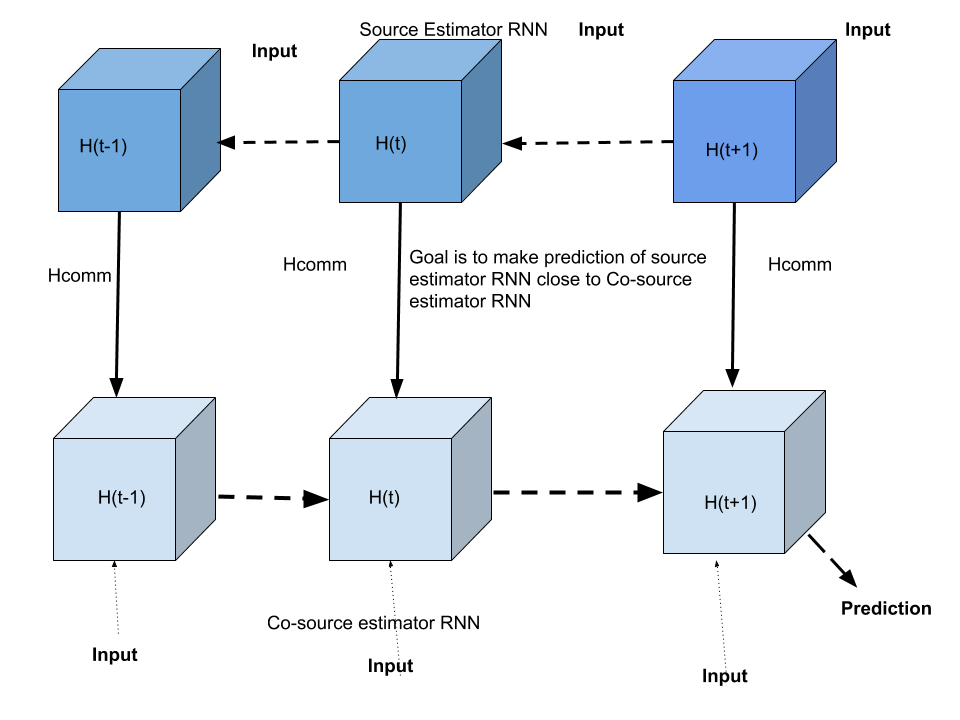 Source Estimator RNN
Input
Input
Input
H(t-1)
H(t)
H(t+1)
Hcomm
Hcomm
Goal is to make prediction of source
estimator RNN close to Co-source
estimator RNN
Hcomm
H(t-1)
H(t)
H(t+1)
Prediction
Co-source estimator RNN
Input
Input
Input